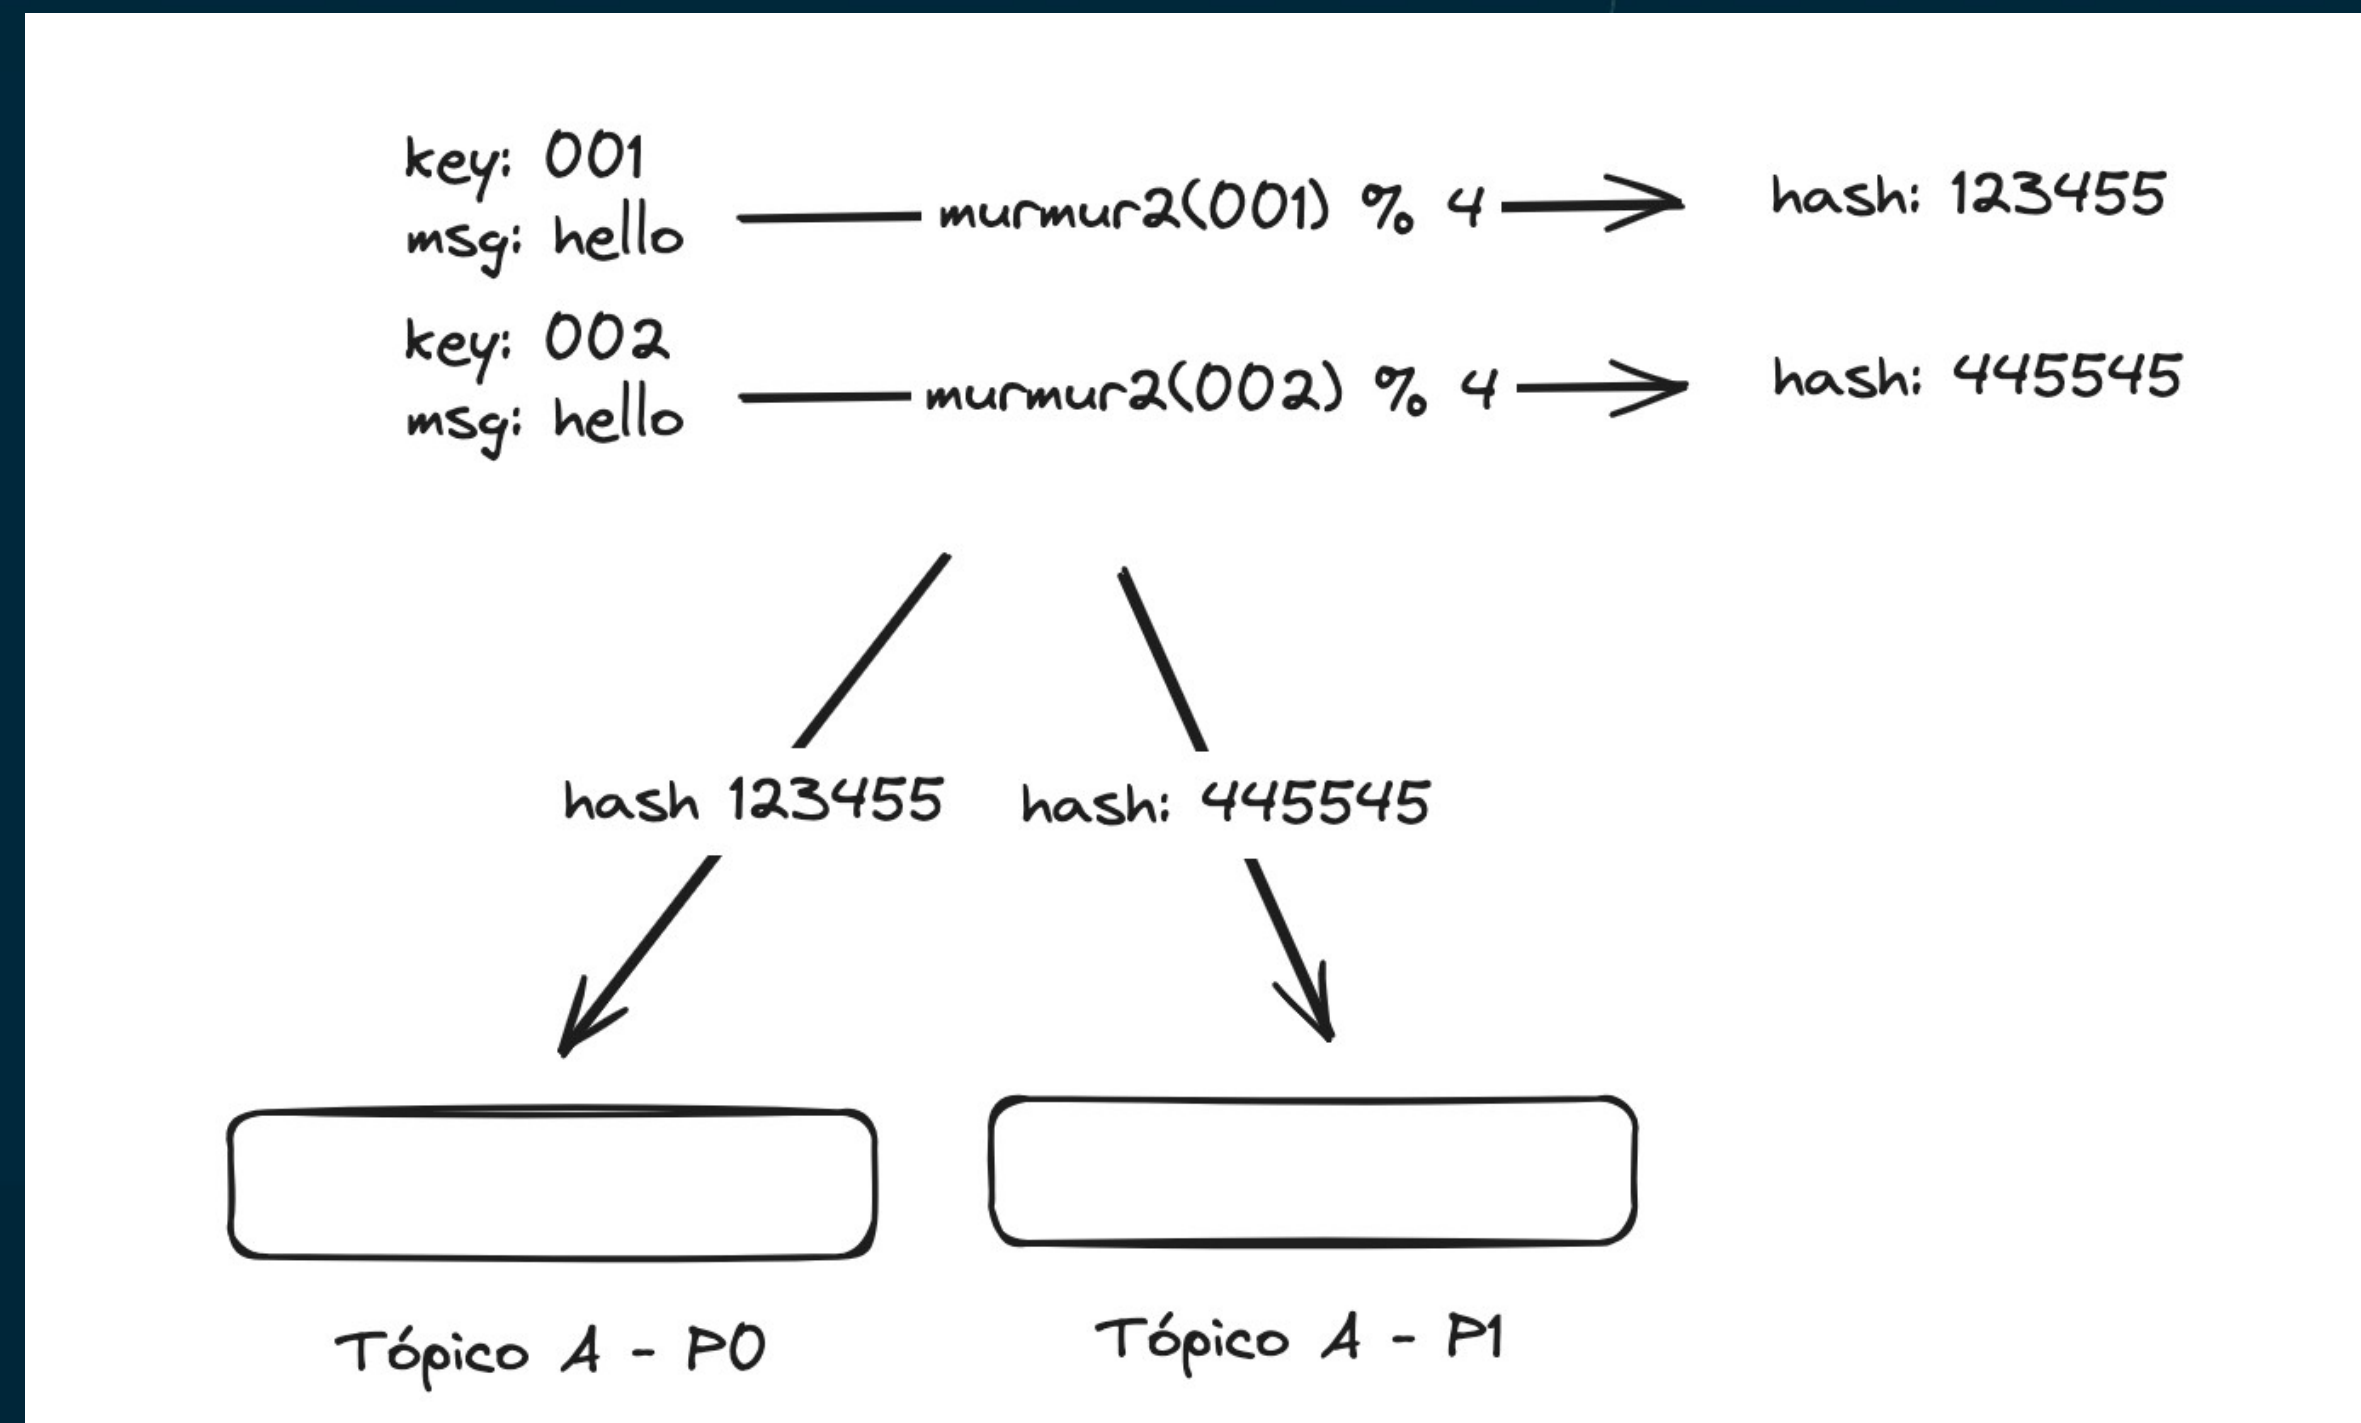 key: 001
msg: hello
murmur2(001) % 4
hash: 123455
key: 002
msg: hello
murmur2(002) % 4
hash: 445545
hash 123455
hash: 445545
Tópico A - P0
Tópico A - P1